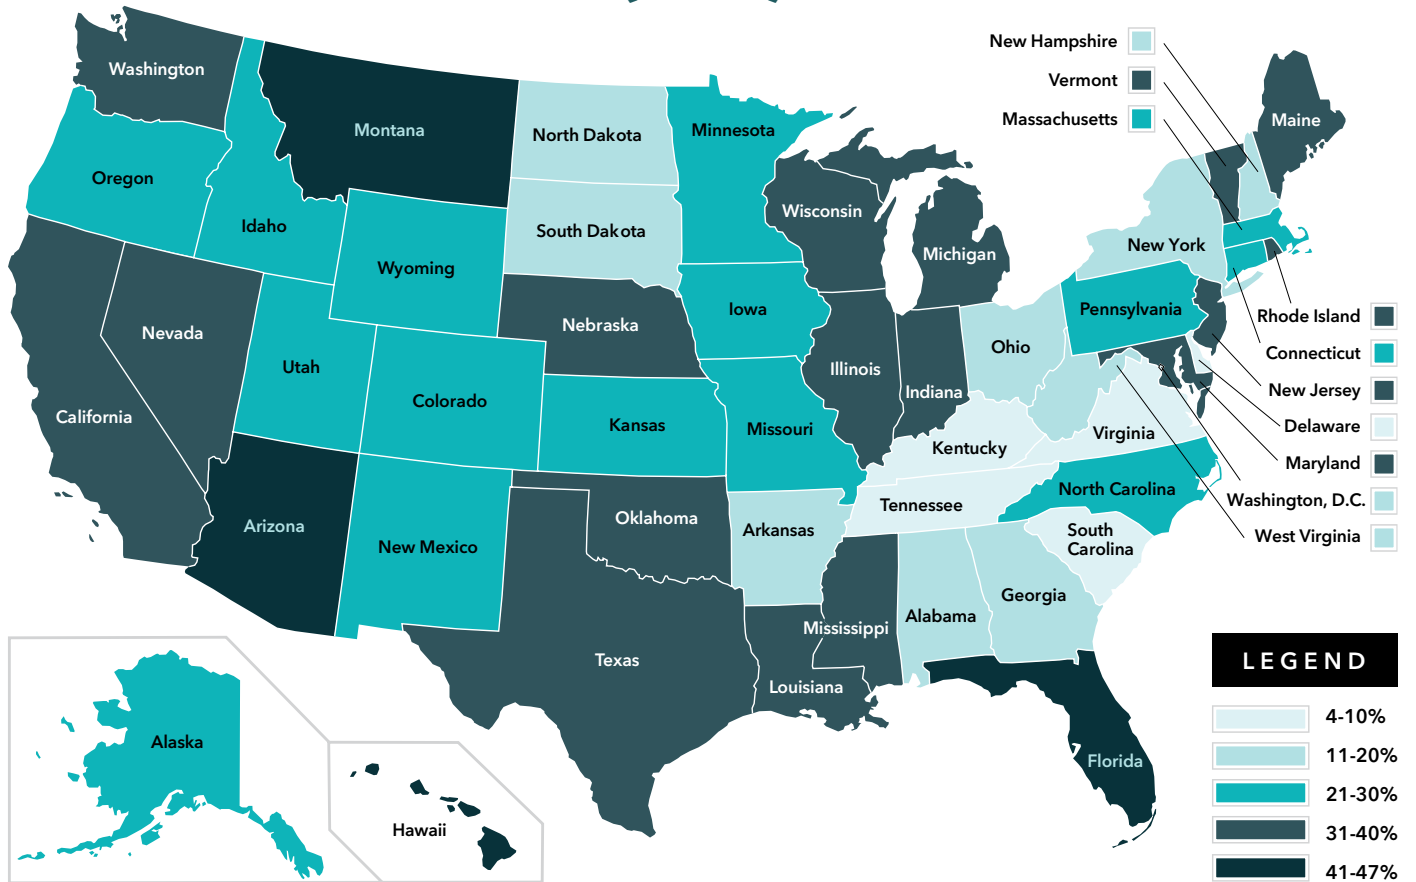 New Hampshire
Vermont
Massachusetts
Washington
Montana
North Dakota
Minnesota
Maine
Oregon
Idaho
South Dakota
Wisconsin
New York
Michigan
Wyoming
Iowa
Pennsylvania
Nebraska
Nevada
Rhode Island
Ohio
Connecticut
Utah
Illinois
Indiana
New Jersey
Colorado
California
Kansas
Missouri
Delaware
Virginia
Kentucky
Maryland
North Carolina
Tennessee
Washington, D.C.
Oklahoma
Arizona
Arkansas
South
Carolina
West Virginia
New Mexico
Georgia
Alabama
Mississippi
Texas
Louisiana
LEGEND
4-10%
11-20%
21-30%
31-40%
41-47%
Alaska
Florida
Hawaii